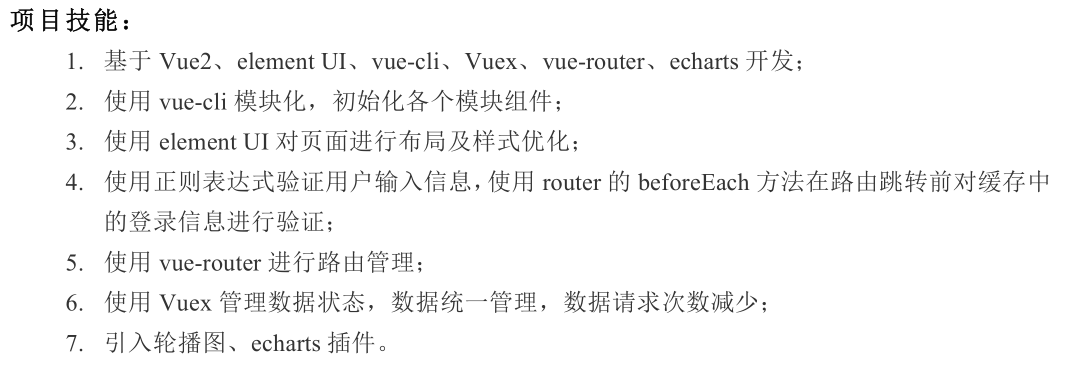 项目技能：
1. 基于 Vue2、element UI、vue-cli、Vuex、vue-router、echarts 开发；
2. 使用 vue-cli 模块化，初始化各个模块组件；
3. 使用 element UI 对页面进行布局及样式优化；
4. 使用正则表达式验证用户输入信息，使用 router 的 beforeEach 方法在路由跳转前对缓存中
的登录信息进行验证；
5. 使用 vue-router 进行路由管理；
6. 使用 Vuex 管理数据状态，数据统一管理，数据请求次数减少；
7. 引入轮播图、echarts 插件。